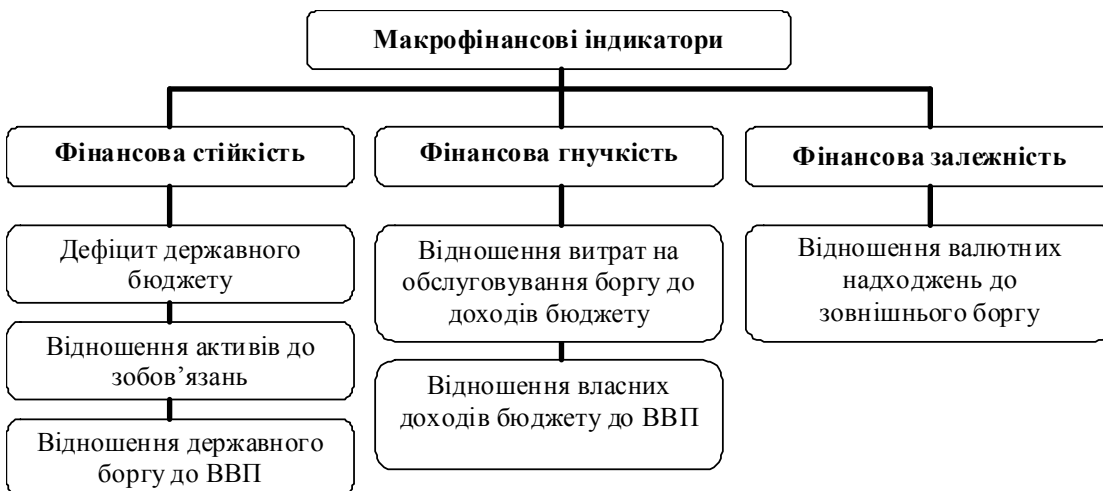 Макрофінансові індикатори
Фінансова стійкість
Дефіцит державного
бюджету
Відношення активів до
зобов’язань
Відношення державного
боргу до ВВП
Фінансова гнучкість
Відношення витрат на
обслуговування боргу до
доходів бюджету
Відношення власних
доходів бюджету до ВВП
Фінансова залежність
Відношення валютних
надходжень до
зовнішнього боргу